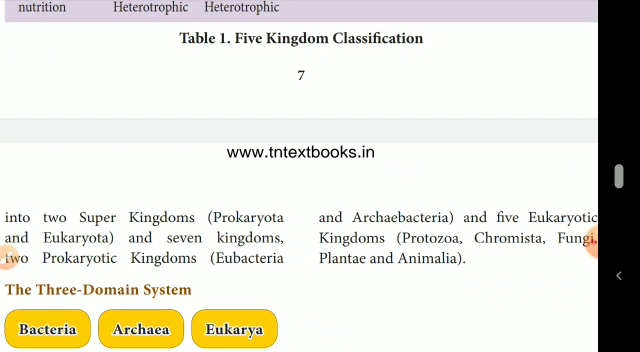 nutrition Heterotrophic Heterotrophic
Table 1. Five Kingdom Classification
7
www.tntextbooks.in
into two Super Kingdoms (Prokaryota
and Eukaryota) and seven kingdoms,
two Prokaryotic Kingdoms (Eubacteria
and Archaebacteria) and five Eukaryotic
Kingdoms (Protozoa, Chromista, Fungi,
Plantae and Animalia).
The Three-Domain System
Bacteria Archaea Eukarya